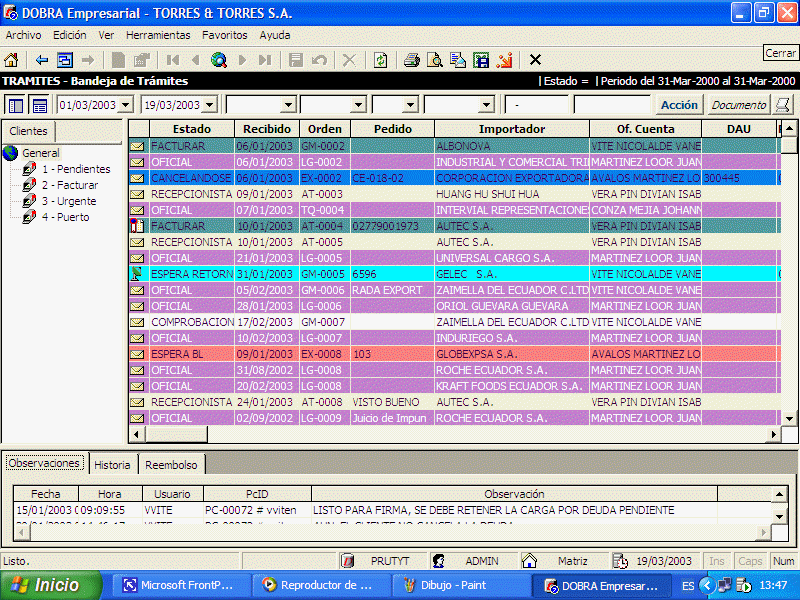 DOBRA Empresarial - TORRES & TORRES S.A.
Archivo Edición Ver Herramientas Favoritos Ayuda
Cerrar
TRAMITES - Bandeja de Trámites | Estado = | Periodo del 31-Mar-2000 al 31-Mar-2000
01/03/2003 19/03/2003 - Acción Documento
Clientes
General
1 - Pendientes
2 - Facturar
3 - Urgente
4 - Puerto
Estado Recibido Orden Pedido Importador Of. Cuenta DAU
FACTURAR 06/01/2003 GM-0002 ALBONOVA VITE NICOLALDE VANE
OFICIAL 06/01/2003 LG-0002 INDUSTRIAL Y COMERCIAL TRI MARTINEZ LOOR JUAN
CANCELANDOSE 06/01/2003 EX-0002 CE-018-02 CORPORACION EXPORTADORA AVALOS MARTINEZ LO 300445
RECEPCIONISTA 09/01/2003 AT-0003 HUANG HU SHUI HUA VERA PIN DIVIAN ISAB
OFICIAL 07/01/2003 TQ-0004 INTERVIAL REPRESENTACIONE CONZA MEJIA JOHANN
FACTURAR 10/01/2003 AT-0004 02779001973 AUTEC S.A. VERA PIN DIVIAN ISAB
RECEPCIONISTA 10/01/2003 AT-0005 AUTEC S.A. VERA PIN DIVIAN ISAB
OFICIAL 21/01/2003 LG-0005 UNIVERSAL CARGO S.A. MARTINEZ LOOR JUAN
ESPERA RETORN 31/01/2003 GM-0005 6596 GELEC S.A. VITE NICOLALDE VANE
OFICIAL 05/02/2003 GM-0006 RADA EXPORT ZAIMELLA DEL ECUADOR C.LTD VITE NICOLALDE VANE
OFICIAL 28/01/2003 LG-0006 ORIOL GUEVARA GUEVARA MARTINEZ LOOR JUAN
COMPROBACION 17/02/2003 GM-0007 ZAIMELLA DEL ECUADOR C.LTD VITE NICOLALDE VANE
OFICIAL 10/02/2003 LG-0007 INDURIEGO S.A. MARTINEZ LOOR JUAN
ESPERA BL 09/01/2003 EX-0008 103 GLOBEXPSA S.A. AVALOS MARTINEZ LO
OFICIAL 31/08/2002 LG-0008 ROCHE ECUADOR S.A. MARTINEZ LOOR JUAN
OFICIAL 20/02/2003 LG-0008 KRAFT FOODS ECUADOR S.A. MARTINEZ LOOR JUAN
RECEPCIONISTA 24/01/2003 AT-0008 VISTO BUENO AUTEC S.A. VERA PIN DIVIAN ISAB
OFICIAL 02/09/2002 LG-0009 Juicio de Impun ROCHE ECUADOR S.A. MARTINEZ LOOR JUAN
Observaciones Historia Reembolso
Fecha Hora Usuario PcID Observación
15/01/2003 09:09:55 VVITE PC-00072 # vviten LISTO PARA FIRMA, SE DEBE RETENER LA CARGA POR DEUDA PENDIENTE
Listo. PRUTYT ADMIN Matriz 19/03/2003 Ins Caps Num
Inicio Microsoft FrontP... Reproductor de ... Dibujo - Paint DOBRA Empresar... ES 13:47